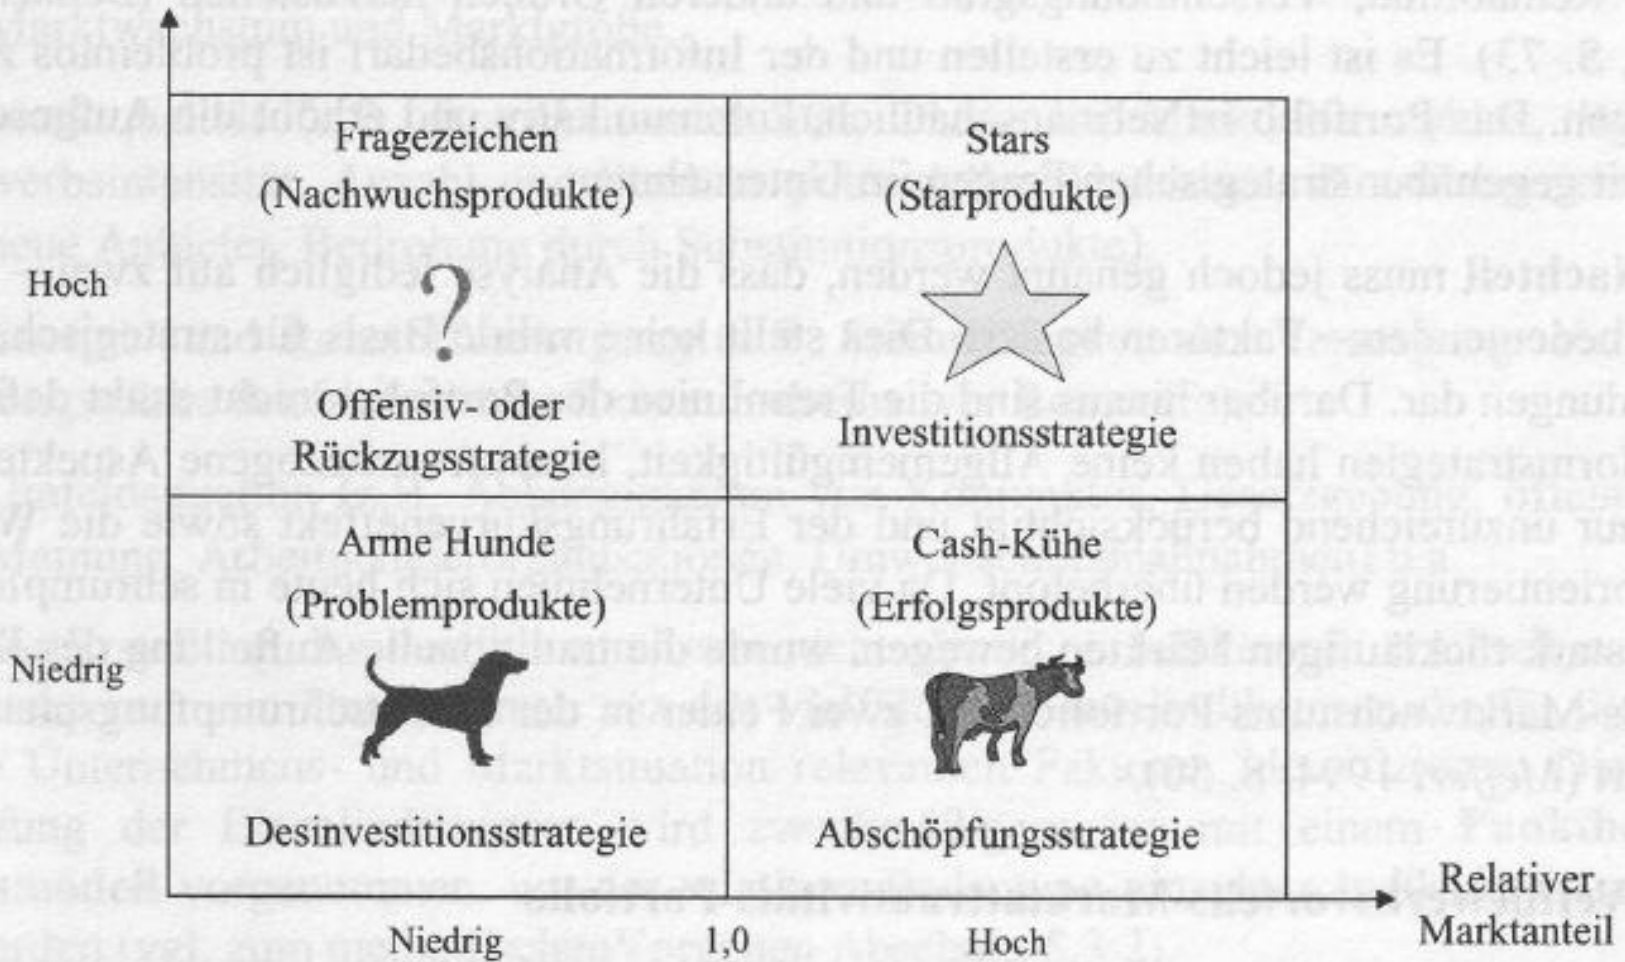 Fragezeichen
(Nachwuchsprodukte)
?
Offensiv- oder
Rückzugsstrategie
Stars
(Starprodukte)
Investitionsstrategie
Hoch
Arme Hunde
(Problemprodukte)
Desinvestitionsstrategie
Cash-Kühe
(Erfolgsprodukte)
Abschöpfungsstrategie
Niedrig
Niedrig
1,0
Hoch
Relativer
Marktanteil